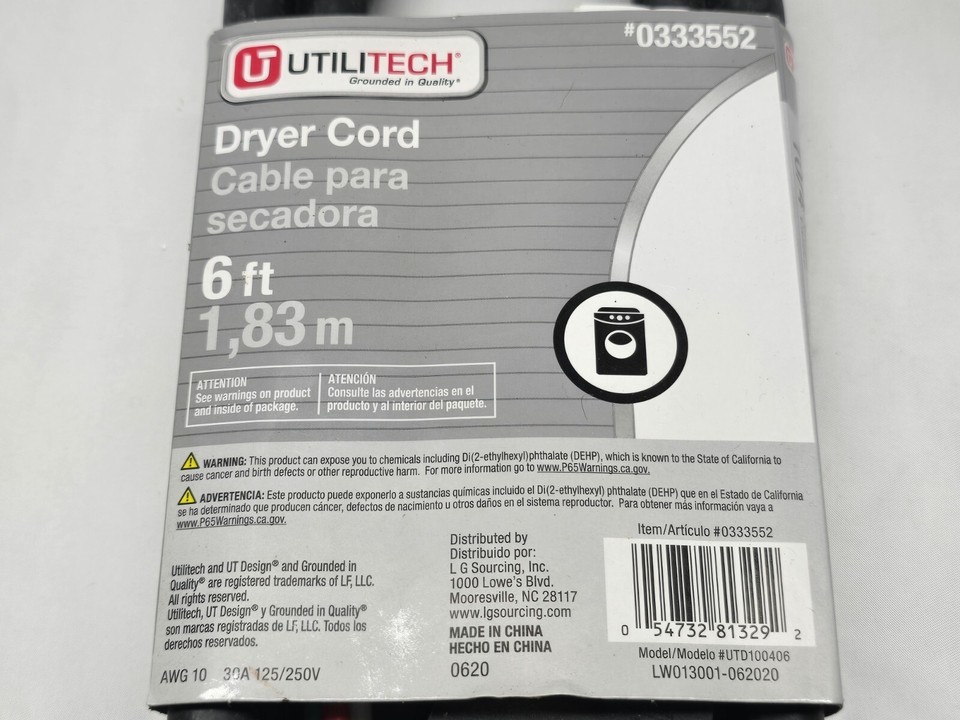 UT UTILITECH®
Grounded in Quality®
#0333552
Dryer Cord
Cable para
secadora
6 ft
1,83 m
ATTENTION
See warnings on product
and inside of package.
ATENCIÓN
Consulte las advertencias en el
producto y al interior del paquete.
WARNING: This product can expose you to chemicals including Di(2-ethylhexyl)phthalate (DEHP), which is known to the State of California to
cause cancer and birth defects or other reproductive harm. For more information go to www.P65Warnings.ca.gov.
ADVERTENCIA: Este producto puede exponerlo a sustancias químicas incluido el Di(2-ethylhexyl) phthalate (DEHP) que en el Estado de California
se ha determinado que producen cáncer, defectos de nacimiento u otros daños en el sistema reproductor. Para obtener más información vaya a
www.P65Warnings.ca.gov.
Utilitech and UT Design® and Grounded in
Quality® are registered trademarks of LF, LLC.
All rights reserved.
Utilitech, UT Design® y Grounded in Quality®
son marcas registradas de LF, LLC. Todos los
derechos reservados.
AWG 10 30A 125/250V
Distributed by
Distribuido por:
L G Sourcing, Inc.
1000 Lowe's Blvd.
Mooresville, NC 28117
www.lgsourcing.com
MADE IN CHINA
HECHO EN CHINA
0620
Item/Artículo #0333552
0 54732 81329 2
Model/Modelo #UTD100406
LW013001-062020